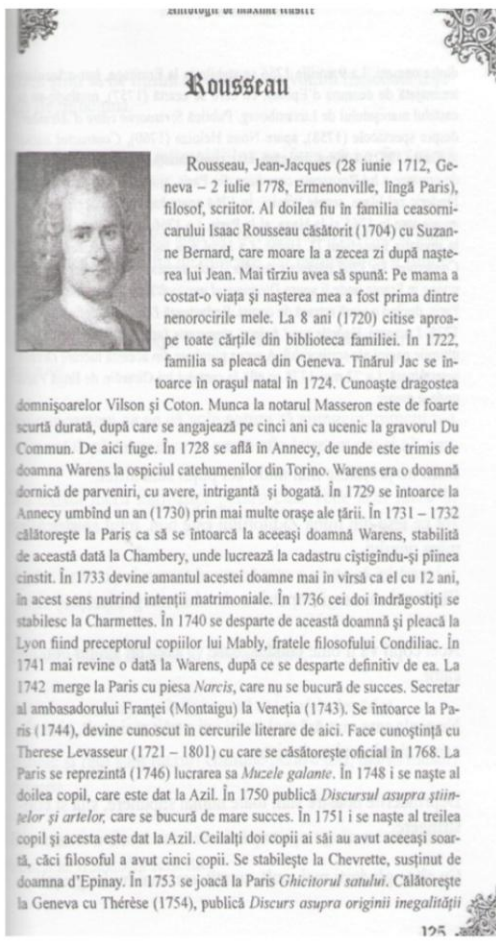 Antologii de maxime ilustre
Rousseau
Rousseau, Jean-Jacques (28 iunie 1712, Ge-
neva – 2 iulie 1778, Ermenonville, lîngă Paris),
filosof, scriitor. Al doilea fiu în familia ceasorni-
carului Isaac Rousseau căsătorit (1704) cu Suzan-
ne Bernard, care moare la a zecea zi după naște-
rea lui Jean. Mai tîrziu avea să spună: Pe mama a
costat-o viața și nașterea mea a fost prima dintre
nenorocirile mele. La 8 ani (1720) citise aproa-
pe toate cărțile din biblioteca familiei. În 1722,
familia sa pleacă din Geneva. Tînărul Jac se în-
toarce în orașul natal în 1724. Cunoaște dragostea
domnișoarelor Vilson și Coton. Munca la notarul Masseron este de foarte
scurtă durată, după care se angajează pe cinci ani ca ucenic la gravorul Du
Commun. De aici fuge. În 1728 se află în Annecy, de unde este trimis de
doamna Warens la ospiciul catehumenilor din Torino. Warens era o doamnă
dornică de parveniri, cu avere, intrigantă și bogată. În 1729 se întoarce la
Annecy umbînd un an (1730) prin mai multe orașe ale țării. În 1731 – 1732
călătorește la Paris ca să se întoarcă la aceeași doamnă Warens, stabilită
de această dată la Chambery, unde lucrează la cadastru cîștigîndu-și pîinea
cinstit. În 1733 devine amantul acestei doamne mai în vîrsă ca el cu 12 ani,
în acest sens nutrind intenții matrimoniale. În 1736 cei doi îndrăgostiți se
stabilesc la Charmettes. În 1740 se desparte de această doamnă și pleacă la
Lyon fiind preceptorul copiilor lui Mably, fratele filosofului Condiliac. În
1741 mai revine o dată la Warens, după ce se desparte definitiv de ea. La
1742 merge la Paris cu piesa Narcis, care nu se bucură de succes. Secretar
al ambasadorului Franței (Montaigu) la Veneția (1743). Se întoarce la Pa-
ris (1744), devine cunoscut în cercurile literare de aici. Face cunoștință cu
Therese Levasseur (1721 – 1801) cu care se căsătorește oficial în 1768. La
Paris se reprezintă (1746) lucrarea sa Muzele galante. În 1748 i se naște al
doilea copil, care este dat la Azil. În 1750 publică Discursul asupra știin-
țelor și artelor, care se bucură de mare succes. În 1751 i se naște al treilea
copil și acesta este dat la Azil. Ceilalți doi copii ai săi au avut aceeași soar-
tă, căci filosoful a avut cinci copii. Se stabilește la Chevrette, susținut de
doamna d'Epinay. În 1753 se joacă la Paris Ghicitorul satului. Călătorește
la Geneva cu Thérèse (1754), publică Discurs asupra originii inegalității
125